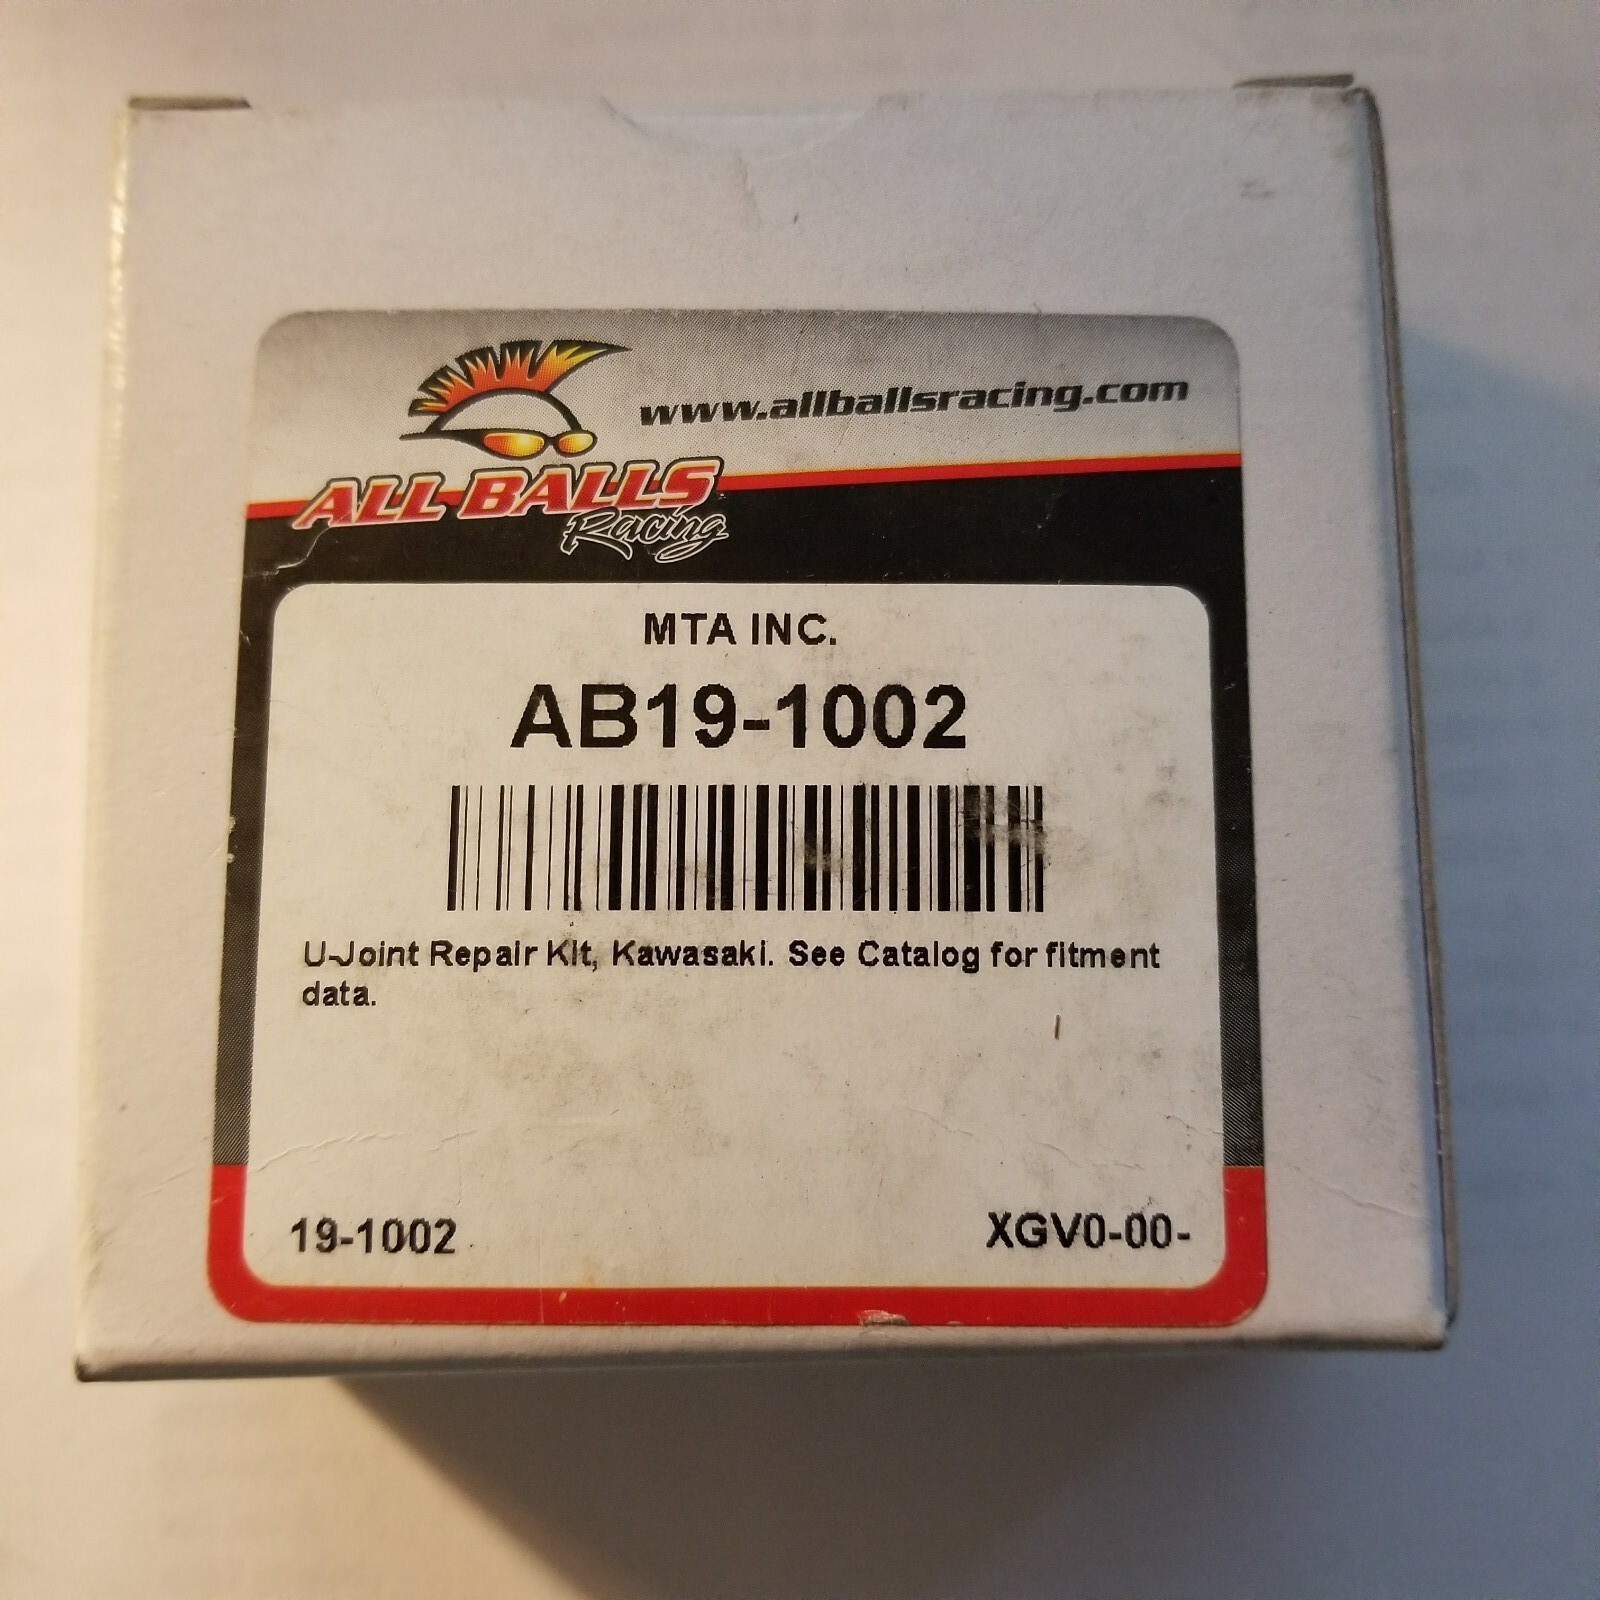 www.allballsracing.com
ALL BALLS
Racing
MTA INC.
AB19-1002
U-Joint Repair Kit, Kawasaki. See Catalog for fitment
data.
19-1002 XGV0-00-